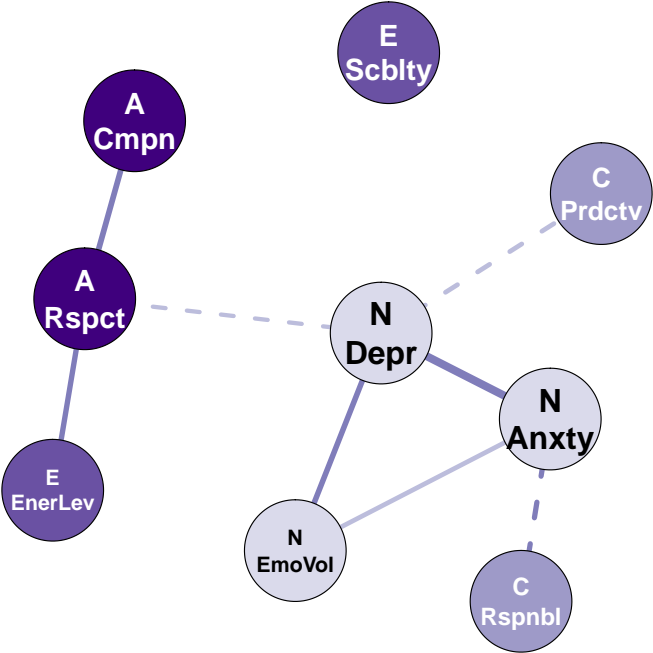 E
Scblty
A
Cmpn
C
Prdctv
A
Rspct
N
Depr
N
Anxty
E
EnerLev
N
EmoVol
C
Rspnbl